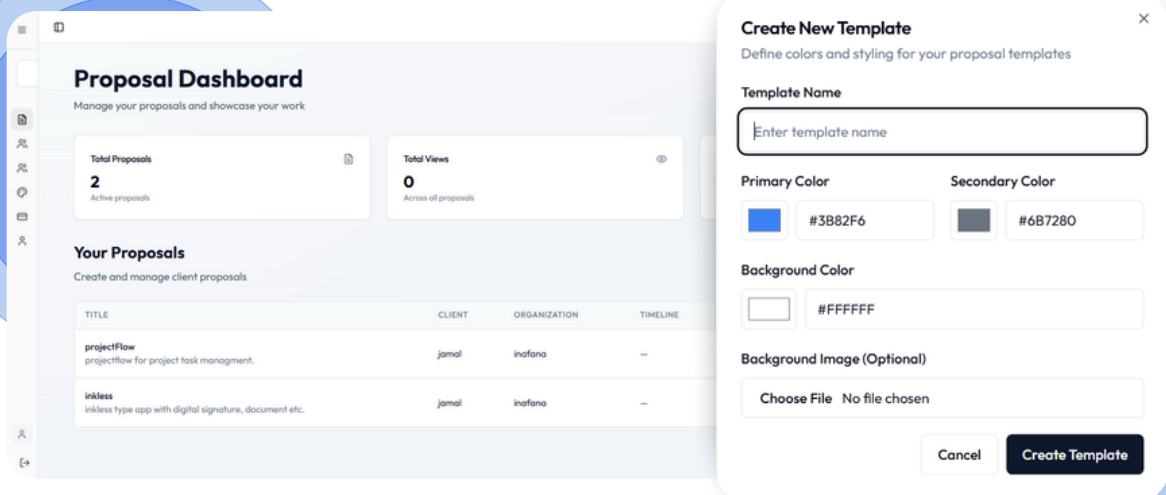 Proposal Dashboard
Manage your proposals and showcase your work
Total Proposals
2
Active proposals
Total Views
0
Across all proposals
Your Proposals
Create and manage client proposals
TITLE CLIENT ORGANIZATION TIMELINE
projectFlow
projectflow for project task managment.
jamal inafana —
inkless
inkless type app with digital signature, document etc.
jamal inafana —
Create New Template
Define colors and styling for your proposal templates
Template Name
Enter template name
Primary Color Secondary Color
#3B82F6 #6B7280
Background Color
#FFFFFF
Background Image (Optional)
Choose File No file chosen
Cancel Create Template